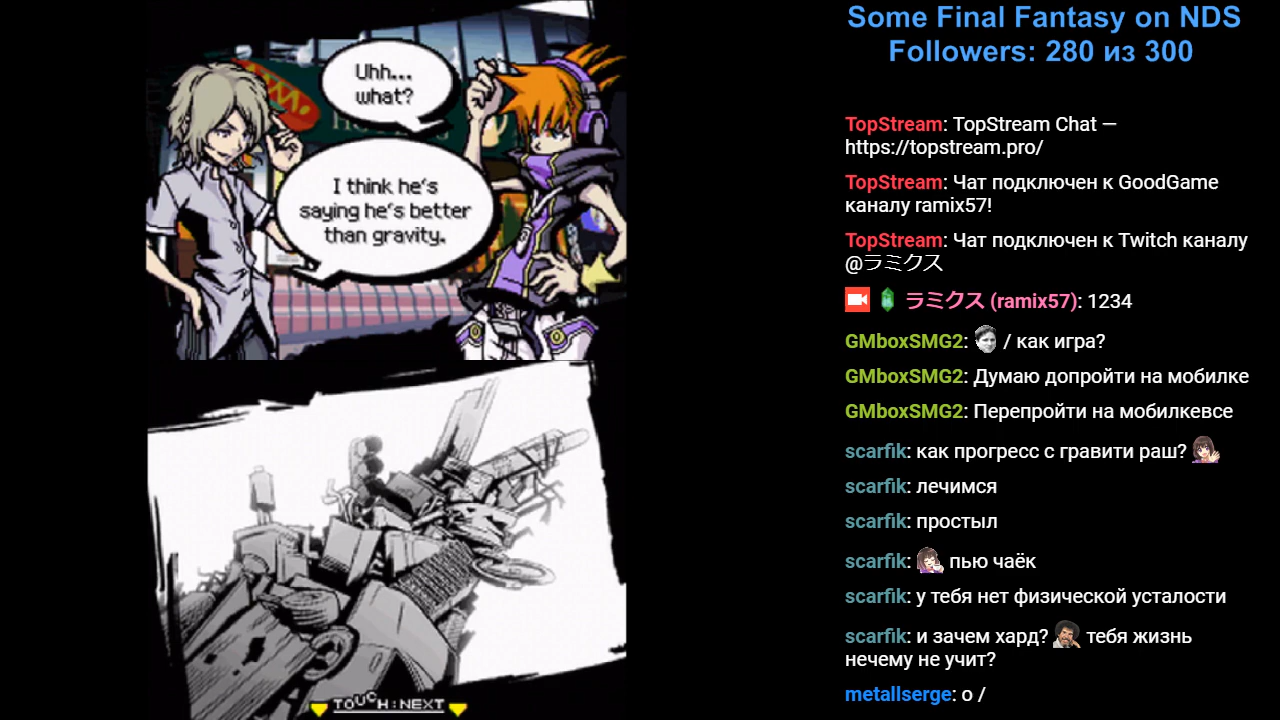 Uhh...
what?
I think he's
saying he's better
than gravity.
TOUCH:NEXT
Some Final Fantasy on NDS
Followers: 280 из 300
TopStream: TopStream Chat —
https://topstream.pro/
TopStream: Чат подключен к GoodGame
каналу ramix57!
TopStream: Чат подключен к Twitch каналу
@ラミクス
ラミクス (ramix57): 1234
GMboxSMG2: / как игра?
GMboxSMG2: Думаю допройти на мобилке
GMboxSMG2: Перепройти на мобилкевсе
scarfik: как прогресс с гравити раш?
scarfik: лечимся
scarfik: простыл
scarfik: пью чаёк
scarfik: у тебя нет физической усталости
scarfik: и зачем хард? тебя жизнь
нечему не учит?
metallserge: o /